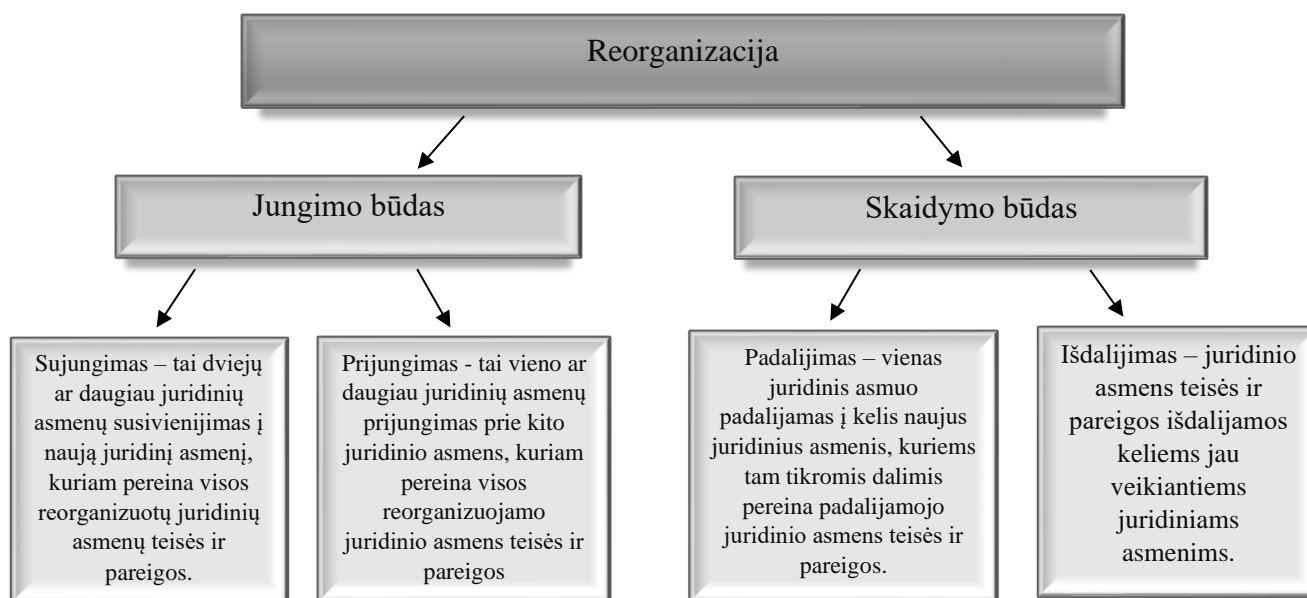 Reorganizacija
Jungimo būdas
Skaidymo būdas
Sujungimas – tai dviejų
ar daugiau juridinių
asmenų susivienijimas į
naują juridinį asmenį,
kuriam pereina visos
reorganizuotų juridinių
asmenų teisės ir
pareigos.
Prijungimas - tai vieno ar
daugiau juridinių asmenų
prijungimas prie kito
juridinio asmens, kuriam
pereina visos
reorganizuojamo
juridinio asmens teisės ir
pareigos
Padalijimas – vienas
juridinis asmuo
padalijamas į kelis naujus
juridinius asmenis, kuriems
tam tikromis dalimis
pereina padalijamojo
juridinio asmens teisės ir
pareigos.
Išdalijimas – juridinio
asmens teisės ir
pareigos išdalijamos
keliems jau
veikiantiems
juridiniams
asmenims.